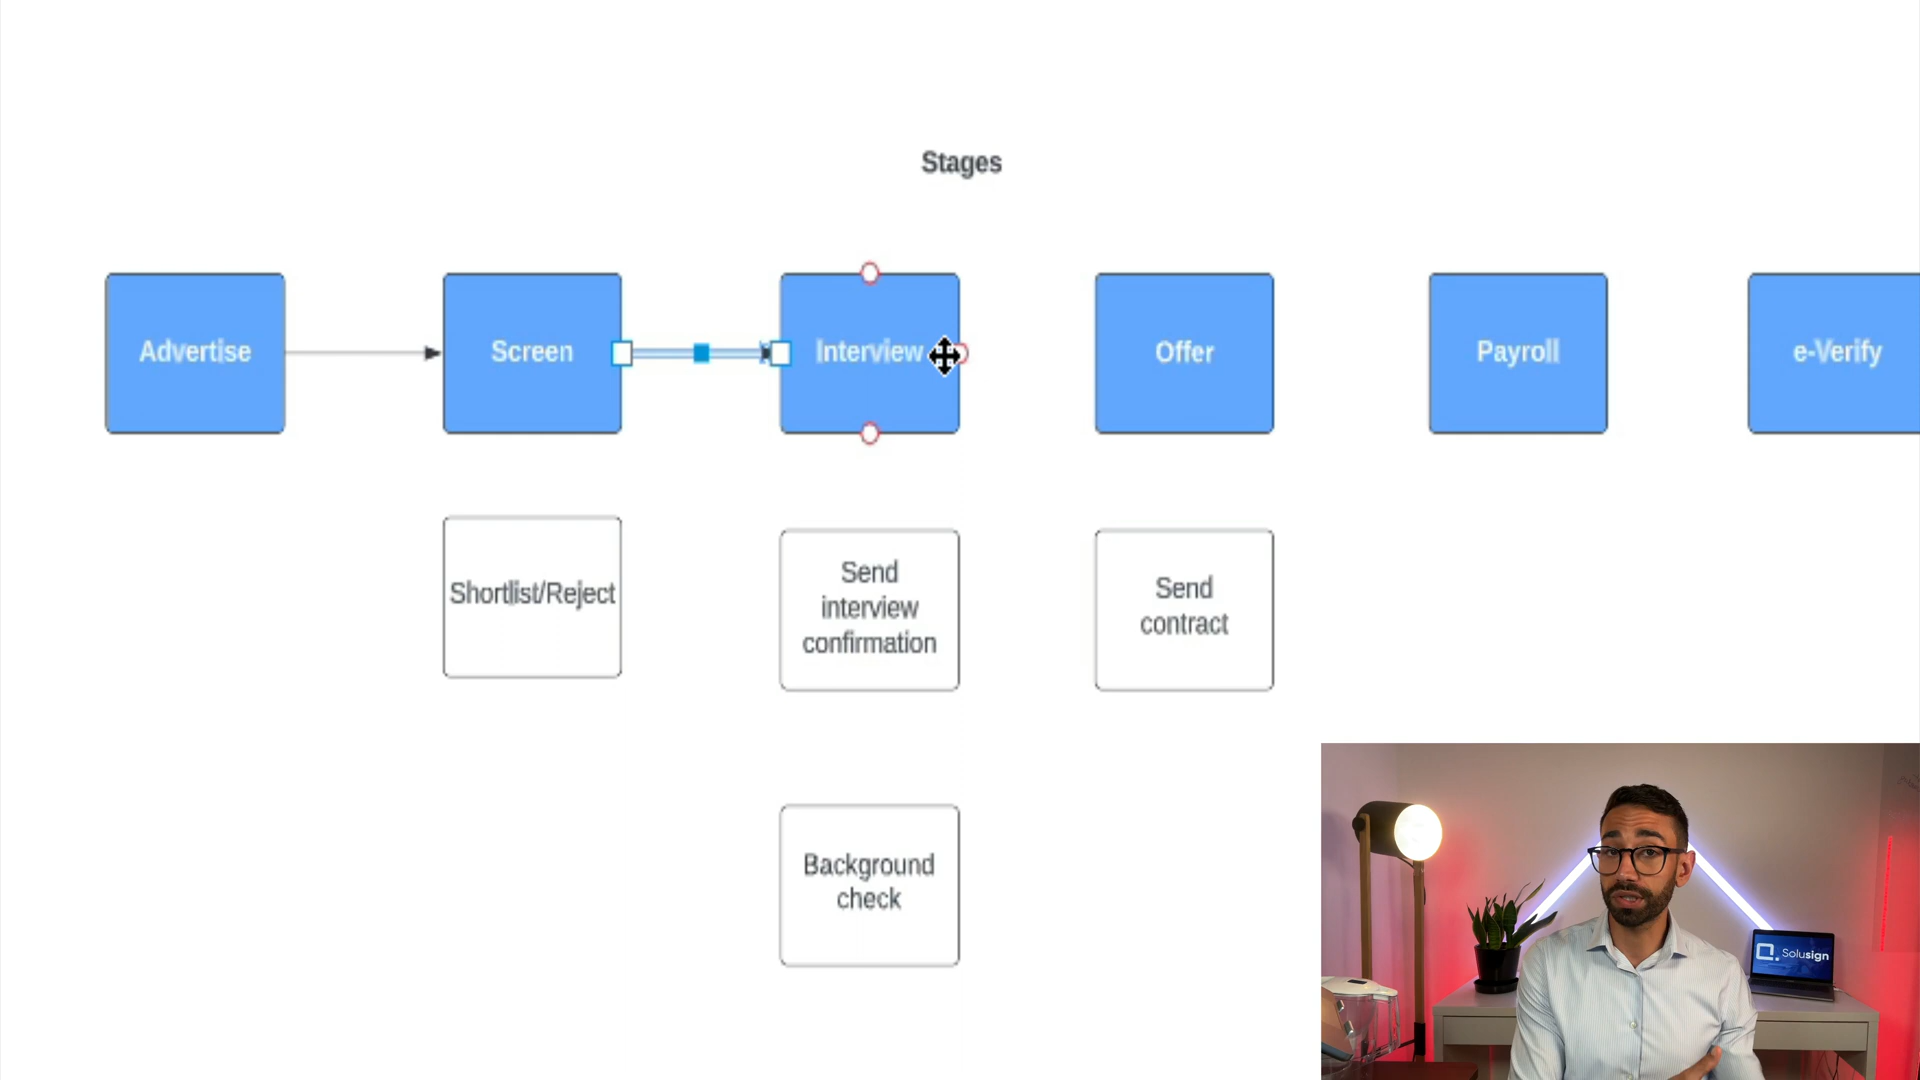 Stages
Advertise
Screen
Interview
Offer
Payroll
e-Verify
Shortlist/Reject
Send
interview
confirmation
Send
contract
Background
check
Solusign